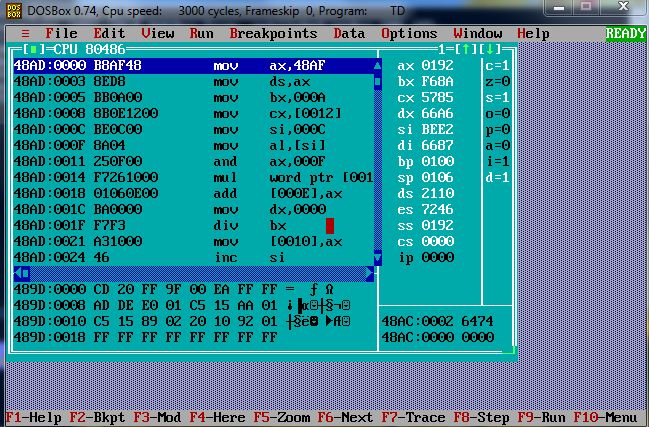 DOSBox 0.74, Cpu speed: 3000 cycles, Frameskip 0, Program: TD
≡ File Edit View Run Breakpoints Data Options Window Help READY
[■]=CPU 80486 1=[↑][↓]
48AD:0000 B8AF48 mov ax,48AF ax 0192 c=1
48AD:0003 8ED8 mov ds,ax bx F68A z=0
48AD:0005 BB0A00 mov bx,000A cx 5785 s=1
48AD:0008 8B0E1200 mov cx,[0012] dx 66A6 o=0
48AD:000C BE0C00 mov si,000C si BEE2 p=0
48AD:000F 8A04 mov al,[si] di 6687 a=0
48AD:0011 250F00 and ax,000F bp 0100 i=1
48AD:0014 F7261000 mul word ptr [001 sp 0106 d=1
48AD:0018 01060E00 add [000E],ax ds 2110
48AD:001C BA0000 mov dx,0000 es 7246
48AD:001F F7F3 div bx ss 0192
48AD:0021 A31000 mov [0010],ax cs 0000
48AD:0024 46 inc si ip 0000
489D:0000 CD 20 FF 9F 00 EA FF FF = ƒ Ω
489D:0008 AD DE E0 01 C5 15 AA 01
489D:0010 C5 15 89 02 20 10 92 01
489D:0018 FF FF FF FF FF FF FF FF
48AC:0002 6474
48AC:0000 0000
F1-Help F2-Bkpt F3-Mod F4-Here F5-Zoom F6-Next F7-Trace F8-Step F9-Run F10-Menu